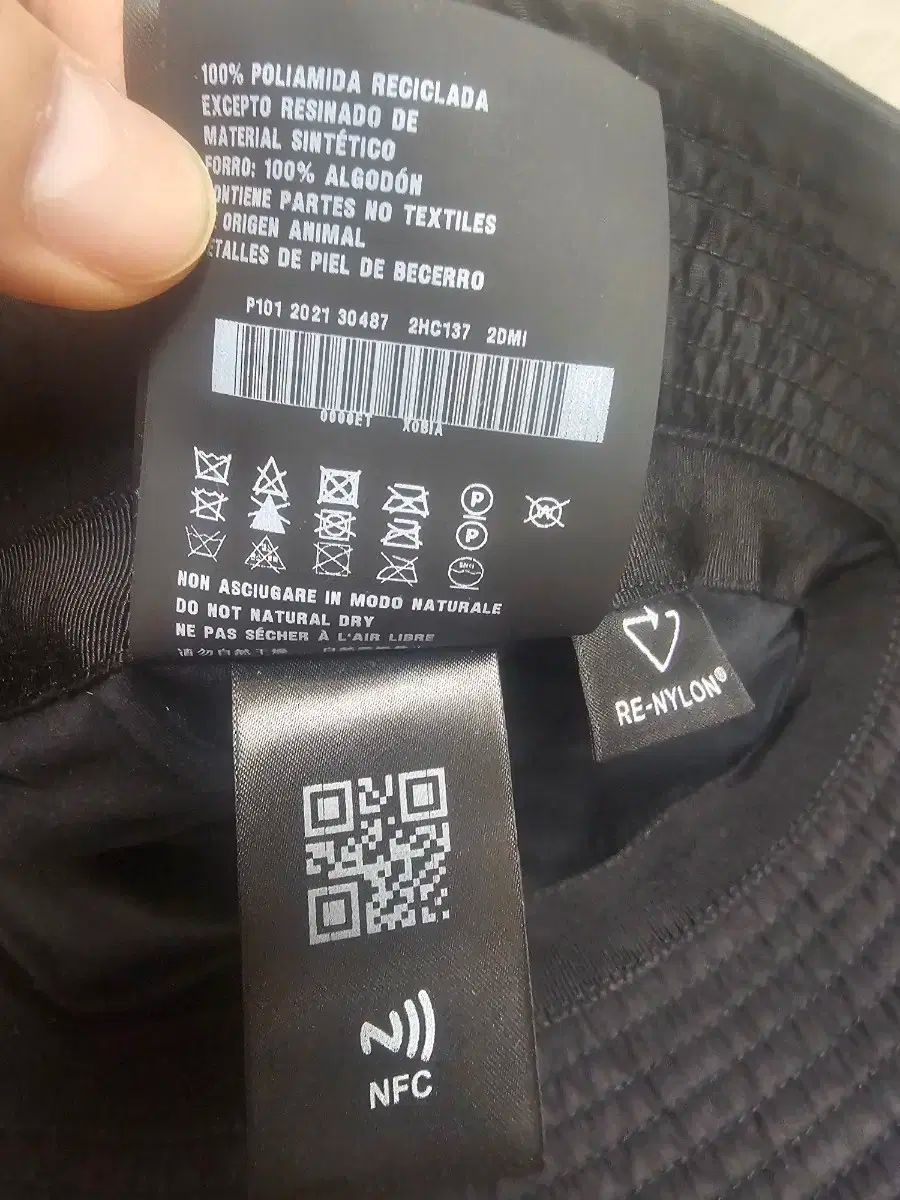 100% POLIAMIDA RECICLADA
EXCEPTO RESINADO DE
MATERIAL SINTÉTICO
FORRO: 100% ALGODÓN
CONTIENE PARTES NO TEXTILES
ORIGEN ANIMAL
DETALLES DE PIEL DE BECERRO
P101 2021 30487 2HC137 2DMI
P
P
NON ASCIUGARE IN MODO NATURALE
DO NOT NATURAL DRY
NE PAS SÉCHER À L'AIR LIBRE
RE-NYLON®
NFC